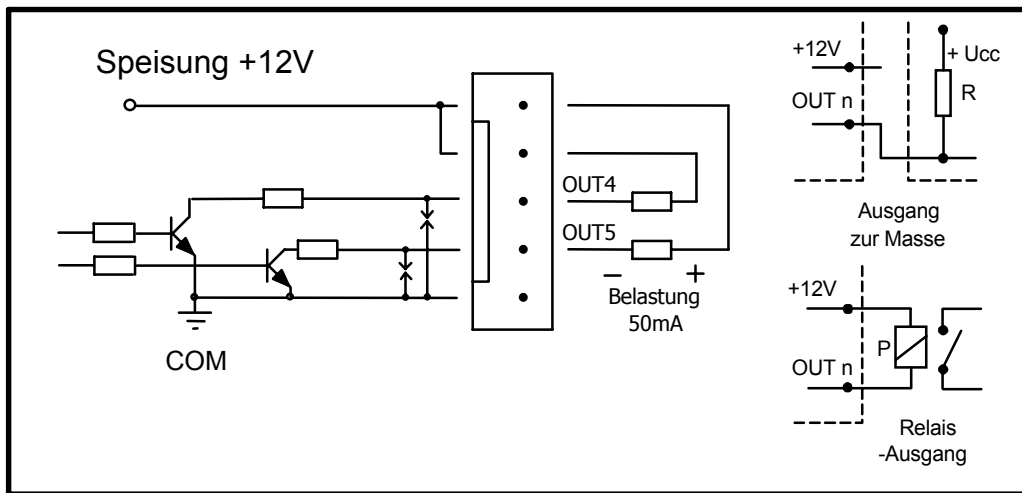 Speisung +12V
OUT4
OUT5
–
+
Belastung
50mA
COM
+12V
+ Ucc
OUT n
R
Ausgang
zur Masse
+12V
P
OUT n
Relais
-Ausgang